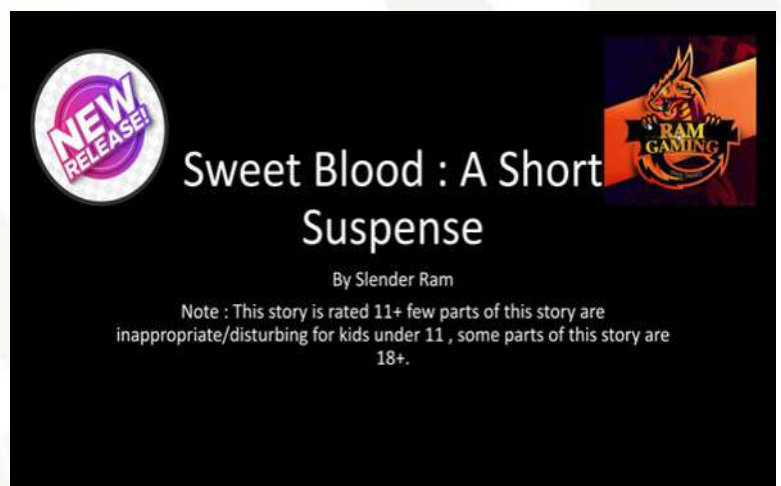 NEW
RELEASE!
RAM
GAMING
Sweet Blood : A Short
Suspense
By Slender Ram
Note : This story is rated 11+ few parts of this story are
inappropriate/disturbing for kids under 11 , some parts of this story are
18+.